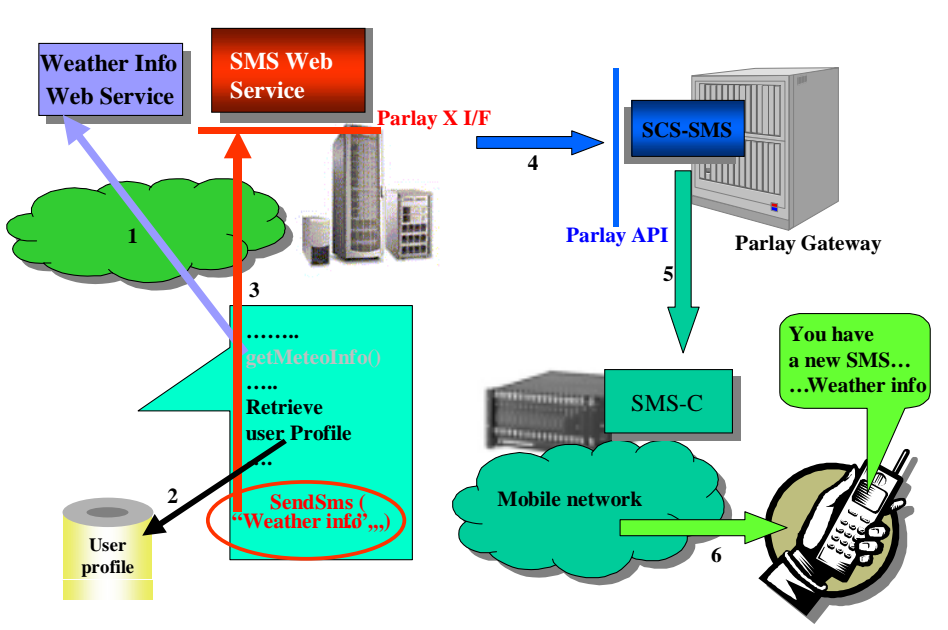 Weather Info
Web Service
SMS Web
Service
Parlay X I/F
4
SCS-SMS
Parlay API
Parlay Gateway
1
3
5
……..
getMeteoInfo()
…..
Retrieve
user Profile
….
SendSms (
“Weather info”,,,)
2
User
profile
SMS-C
Mobile network
6
You have
a new SMS…
…Weather info